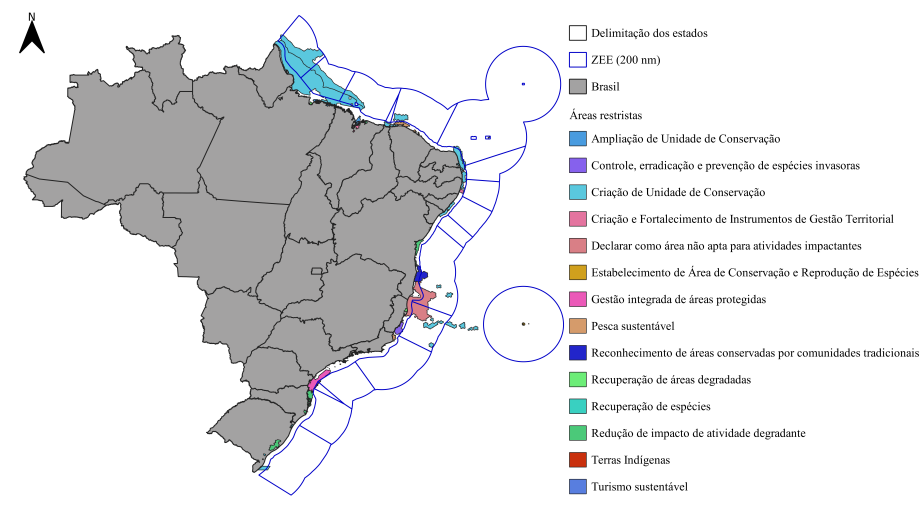 N
Delimitação dos estados
ZEE (200 nm)
Brasil
Áreas restristas
Ampliação de Unidade de Conservação
Controle, erradicação e prevenção de espécies invasoras
Criação de Unidade de Conservação
Criação e Fortalecimento de Instrumentos de Gestão Territorial
Declarar como área não apta para atividades impactantes
Estabelecimento de Área de Conservação e Reprodução de Espécies
Gestão integrada de áreas protegidas
Pesca sustentável
Reconhecimento de áreas conservadas por comunidades tradicionais
Recuperação de áreas degradadas
Recuperação de espécies
Redução de impacto de atividade degradante
Terras Indígenas
Turismo sustentável